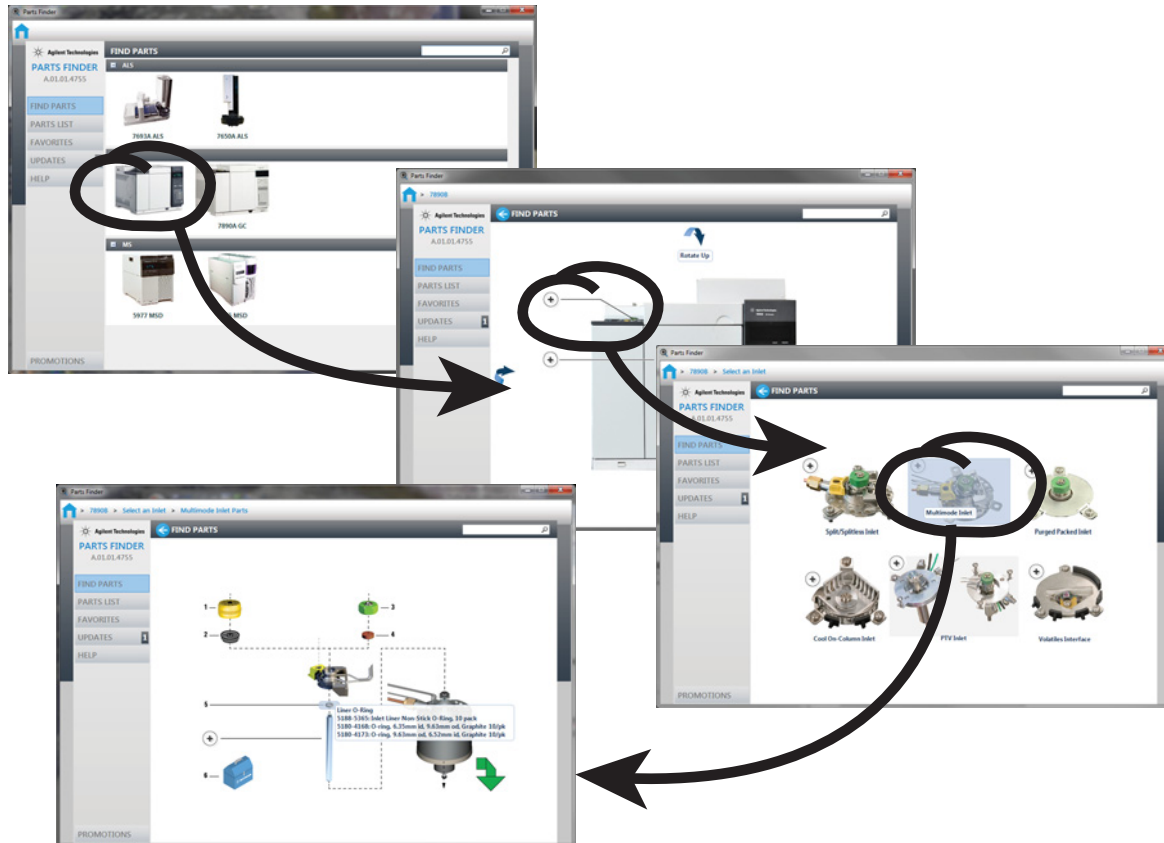 Parts Finder
Agilent Technologies
PARTS FINDER
A.01.01.4755
FIND PARTS
PARTS LIST
FAVORITES
UPDATES
HELP
PROMOTIONS
FIND PARTS
ALS
7693A ALS
7650A ALS
7890A GC
MS
5977 MSD
MSD
Parts Finder
> 7890B
Agilent Technologies
PARTS FINDER
A.01.01.4755
FIND PARTS
PARTS LIST
FAVORITES
UPDATES 1
HELP
FIND PARTS
Rotate Up
Parts Finder
> 7890B > Select an Inlet
Agilent Technologies
PARTS FINDER
A.01.01.4755
FIND PARTS
PARTS LIST
FAVORITES
UPDATES 1
HELP
PROMOTIONS
FIND PARTS
Split/Splitless Inlet
Multimode Inlet
Purged Packed Inlet
Cool On-Column Inlet
PTV Inlet
Volatiles Interface
Parts Finder
> 7890B > Select an Inlet > Multimode Inlet Parts
Agilent Technologies
PARTS FINDER
A.01.01.4755
FIND PARTS
PARTS LIST
FAVORITES
UPDATES 1
HELP
PROMOTIONS
FIND PARTS
1
3
2
4
5
Liner O-Ring
5188-5365: Inlet Liner Non-Stick O-Ring, 10 pack
5180-4168: O-ring, 6.35mm id, 9.63mm od, Graphite 10/pk
5180-4173: O-ring, 9.63mm od, 6.52mm id, Graphite 10/pk
6